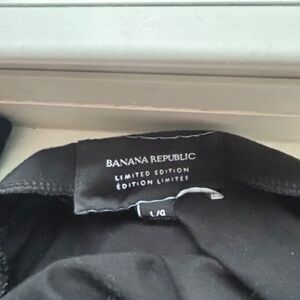 BANANA REPUBLIC
LIMITED EDITION
ÉDITION LIMITÉE
L/G